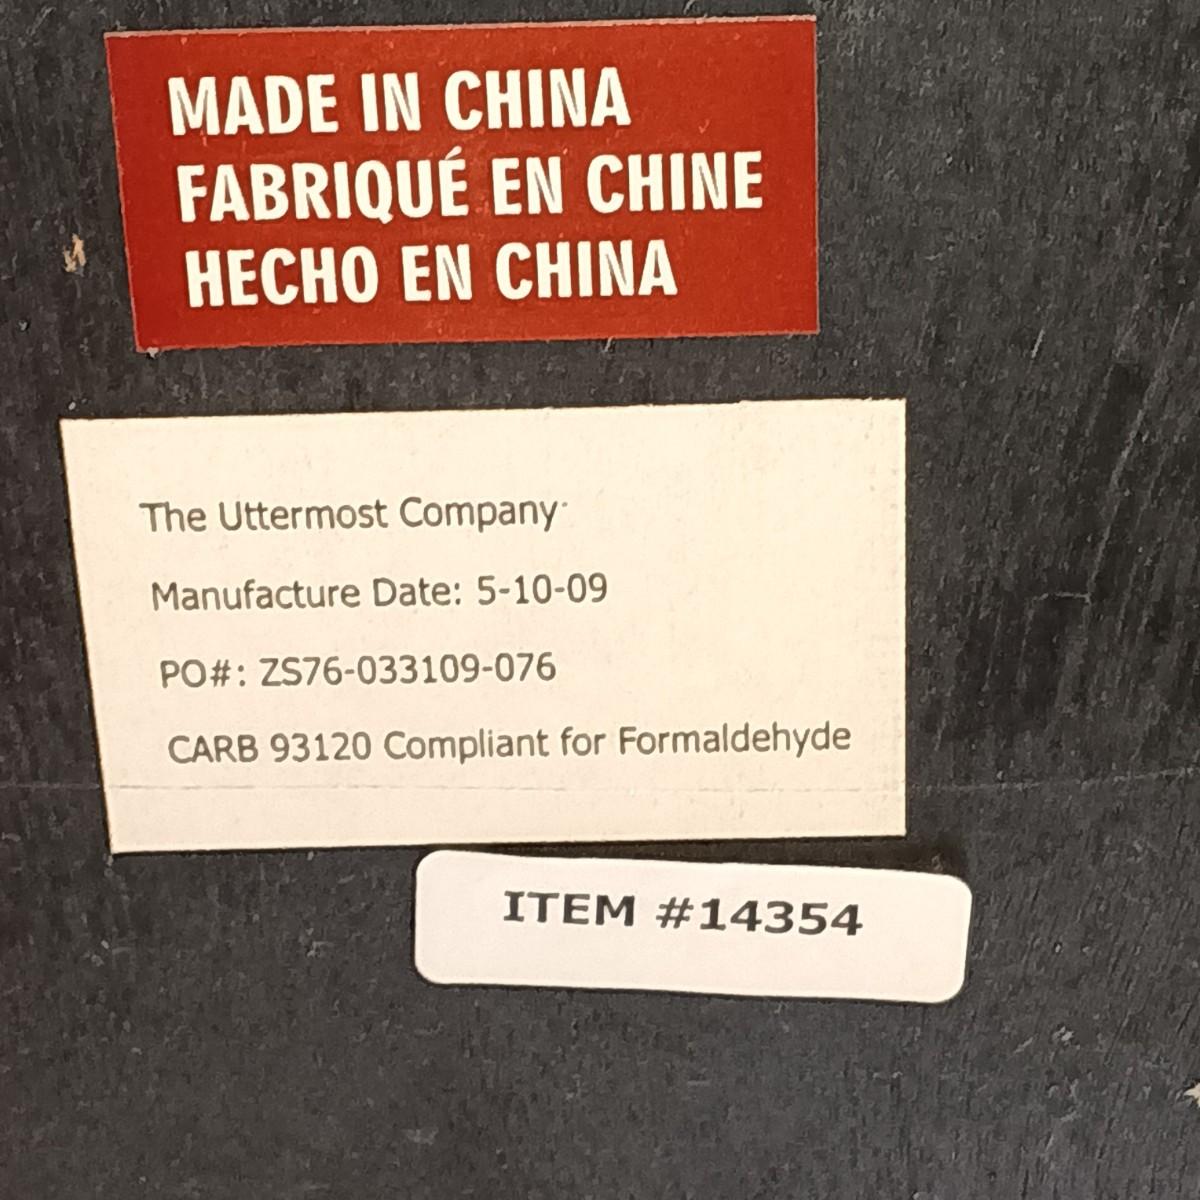 MADE IN CHINA
FABRIQUÉ EN CHINE
HECHO EN CHINA
The Uttermost Company
Manufacture Date: 5-10-09
PO#: ZS76-033109-076
CARB 93120 Compliant for Formaldehyde
ITEM #14354